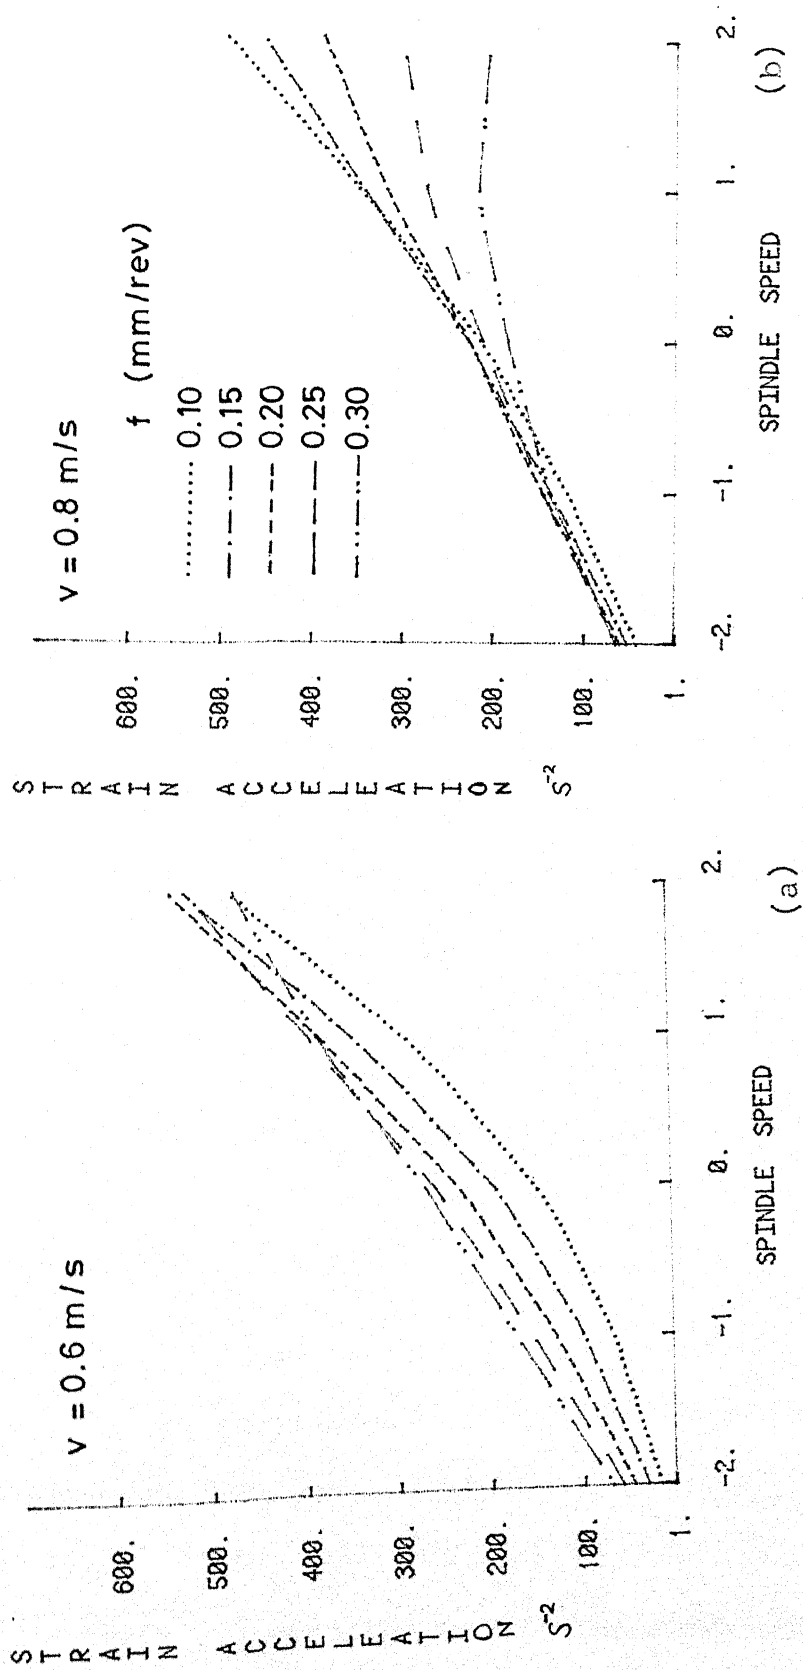 STRAIN ACCELEATION S⁻²
v = 0.6 m/s
600.
500.
400.
300.
200.
100.
1.
-2. -1. 0. 1. 2.
SPINDLE SPEED
(a)
STRAIN ACCELEATION S⁻²
v = 0.8 m/s
f (mm/rev)
0.10
0.15
0.20
0.25
0.30
600.
500.
400.
300.
200.
100.
1.
-2. -1. 0. 1. 2.
SPINDLE SPEED
(b)